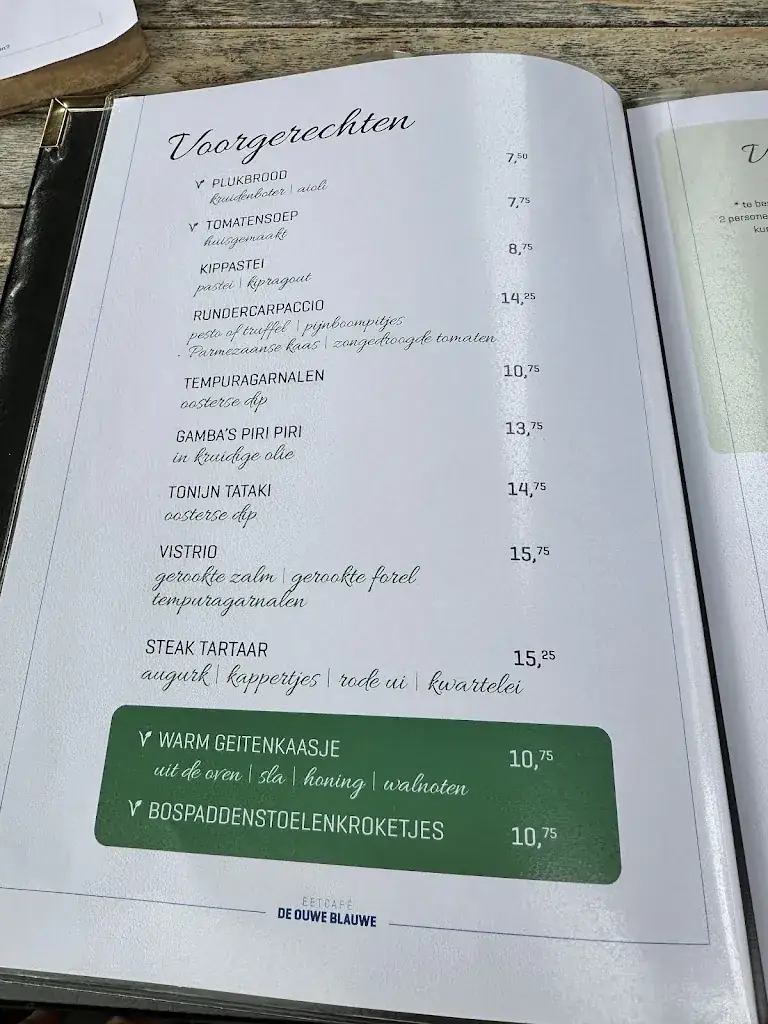 Voorgerechten
PLUKBROOD 7,50
kruidenboter | aioli
TOMATENSOEP 7,75
huisgemaakt
KIPPASTEI 8,75
pastei | kipragout
RUNDERCARPACCIO 14,25
pesto of truffel | pijnboompitjes
Parmezaanse kaas | zongedroogde tomaten
TEMPURAGARNALEN 10,75
oosterse dip
GAMBA'S PIRI PIRI 13,75
in kruidige olie
TONIJN TATAKI 14,75
oosterse dip
VISTRIO 15,75
gerookte zalm | gerookte forel
tempuragarnalen
STEAK TARTAAR 15,25
augurk | kappertjes | rode ui | kwartelei
WARM GEITENKAASJE 10,75
uit de oven | sla | honing | walnoten
BOSPADDENSTOELENKROKETJES 10,75
EETCAFÉ
DE OUWE BLAUWE
* te
2 persone